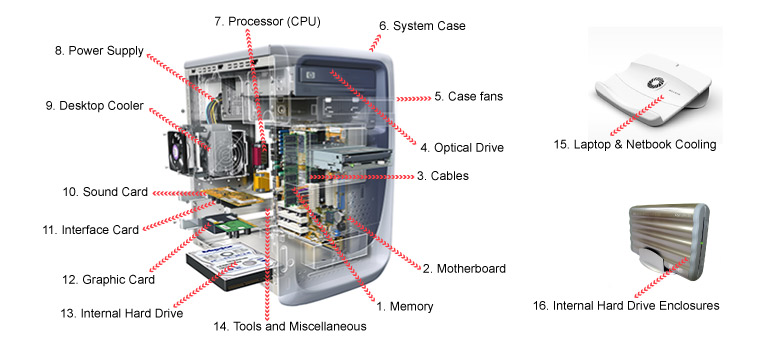 7. Processor (CPU)
6. System Case
8. Power Supply
5. Case fans
9. Desktop Cooler
4. Optical Drive
15. Laptop & Netbook Cooling
3. Cables
10. Sound Card
11. Interface Card
2. Motherboard
12. Graphic Card
1. Memory
16. Internal Hard Drive Enclosures
13. Internal Hard Drive
14. Tools and Miscellaneous
hp